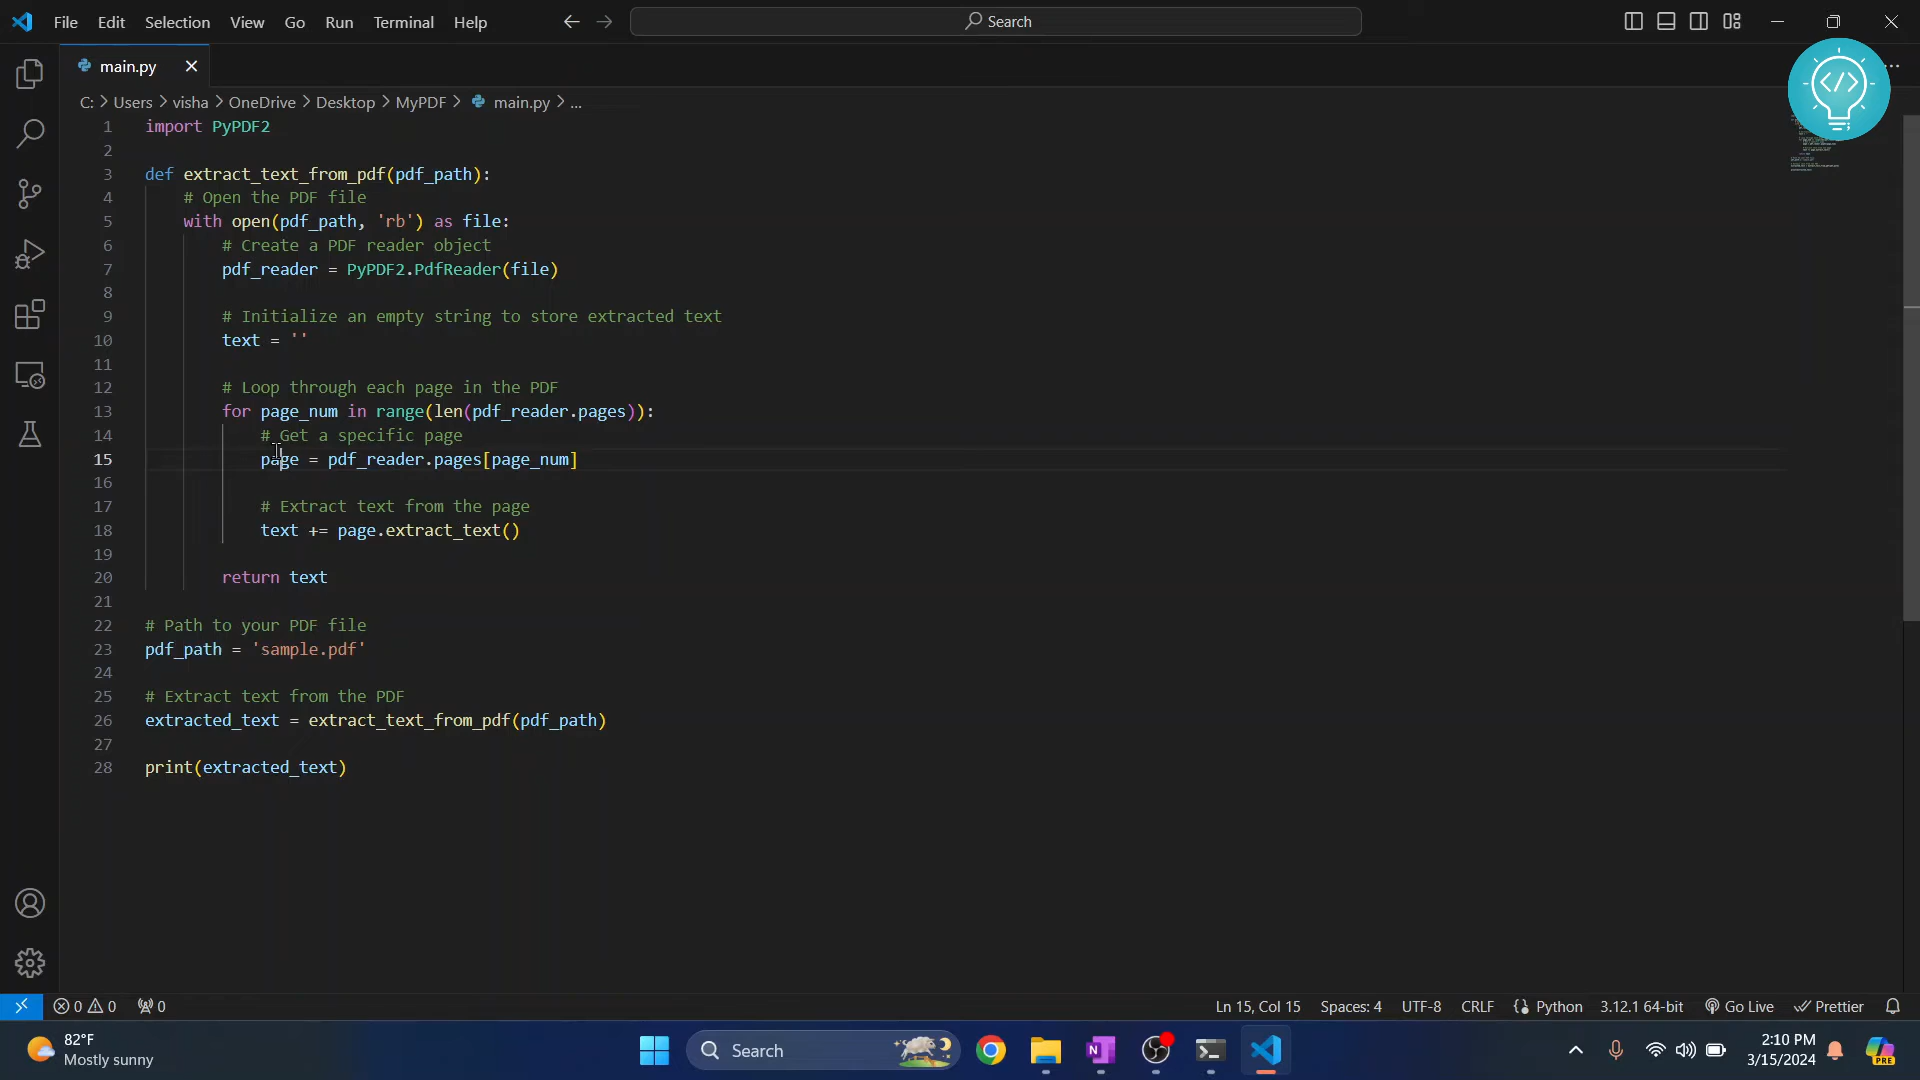 File Edit Selection View Go Run Terminal Help
Search
main.py
C: > Users > visha > OneDrive > Desktop > MyPDF > main.py > ...
1 import PyPDF2
2
3 def extract_text_from_pdf(pdf_path):
4 # Open the PDF file
5 with open(pdf_path, 'rb') as file:
6 # Create a PDF reader object
7 pdf_reader = PyPDF2.PdfReader(file)
8
9 # Initialize an empty string to store extracted text
10 text = ''
11
12 # Loop through each page in the PDF
13 for page_num in range(len(pdf_reader.pages)):
14 # Get a specific page
15 page = pdf_reader.pages[page_num]
16
17 # Extract text from the page
18 text += page.extract_text()
19
20 return text
21
22 # Path to your PDF file
23 pdf_path = 'sample.pdf'
24
25 # Extract text from the PDF
26 extracted_text = extract_text_from_pdf(pdf_path)
27
28 print(extracted_text)
0 0 0 Ln 15, Col 15 Spaces: 4 UTF-8 CRLF Python 3.12.1 64-bit Go Live Prettier
82°F
Mostly sunny
Search
2:10 PM
3/15/2024
PRE